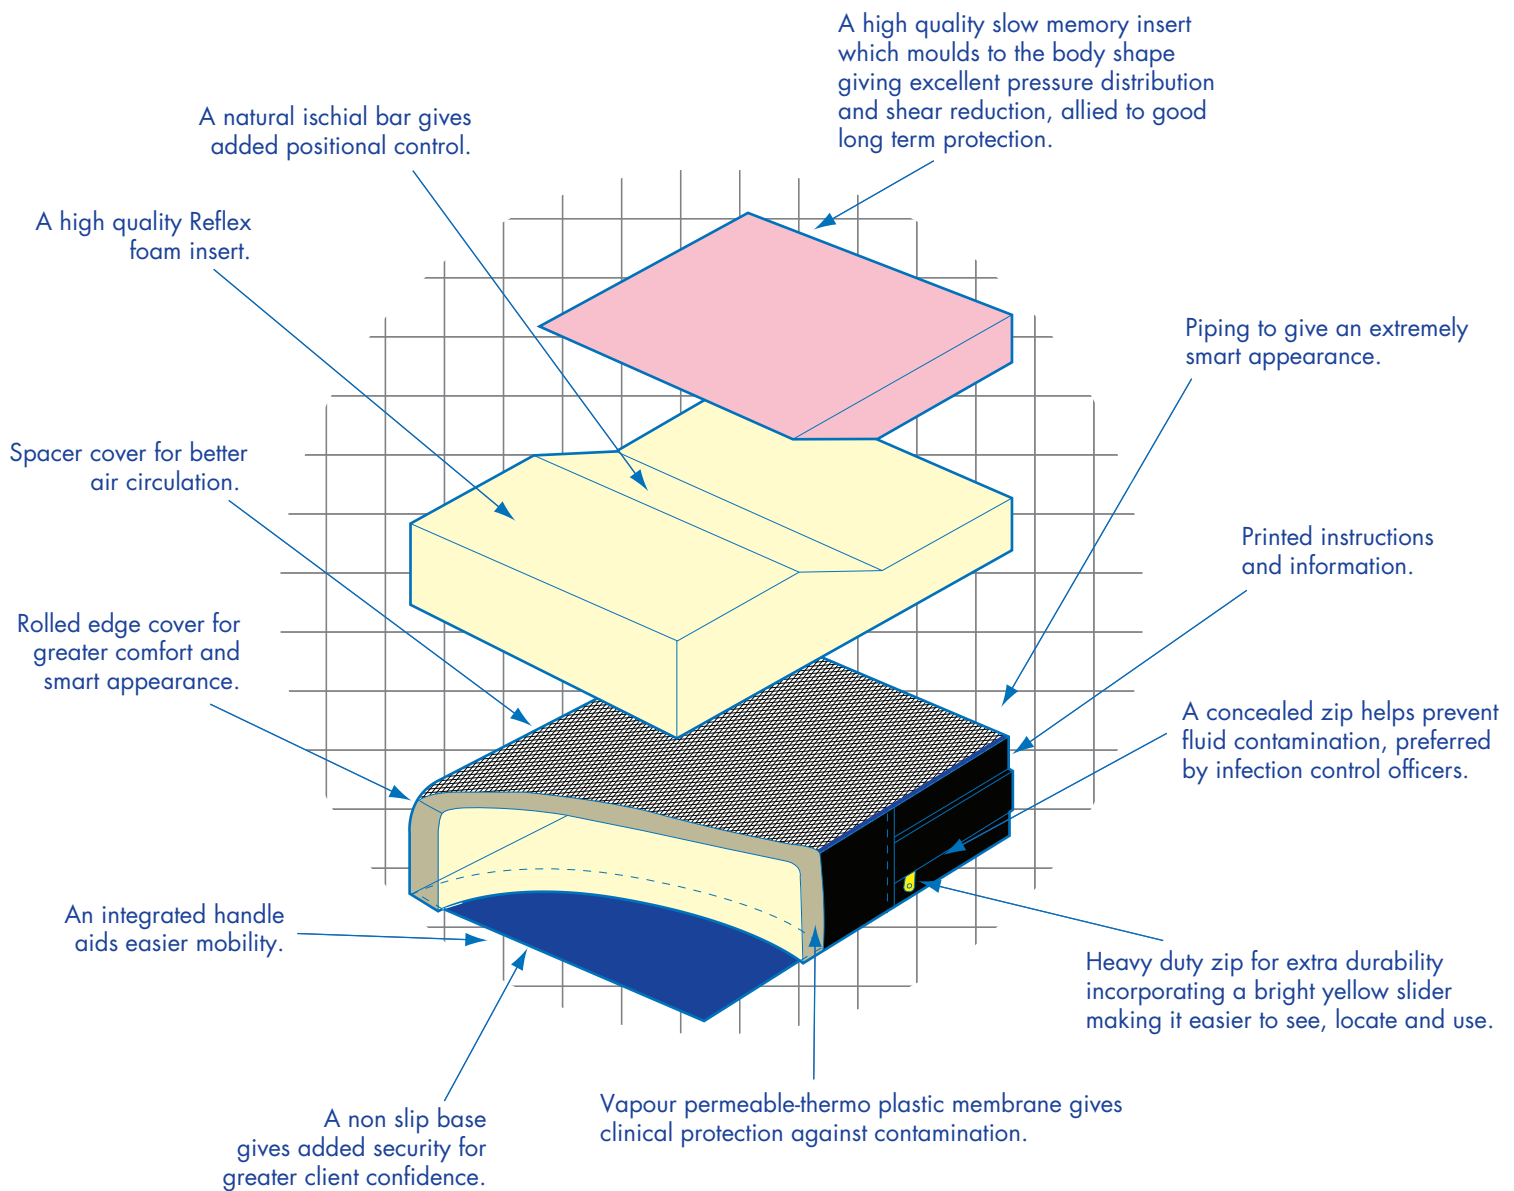 A high quality slow memory insert
which moulds to the body shape
giving excellent pressure distribution
and shear reduction, allied to good
long term protection.
A natural ischial bar gives
added positional control.
A high quality Reflex
foam insert.
Piping to give an extremely
smart appearance.
Spacer cover for better
air circulation.
Printed instructions
and information.
Rolled edge cover for
greater comfort and
smart appearance.
A concealed zip helps prevent
fluid contamination, preferred
by infection control officers.
An integrated handle
aids easier mobility.
Heavy duty zip for extra durability
incorporating a bright yellow slider
making it easier to see, locate and use.
Vapour permeable-thermo plastic membrane gives
clinical protection against contamination.
A non slip base
gives added security for
greater client confidence.